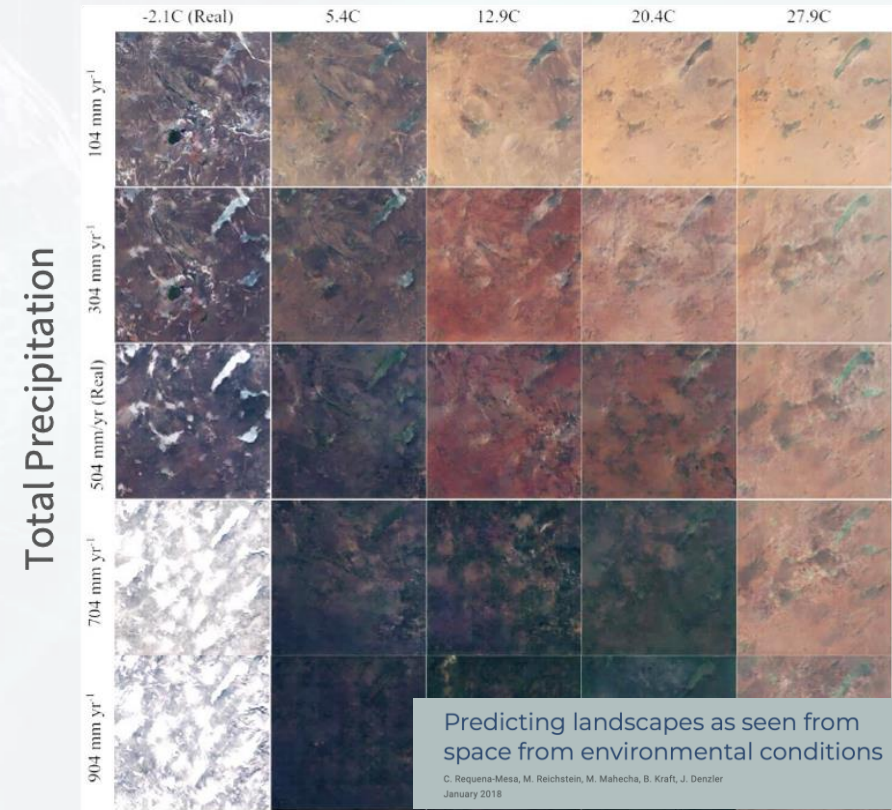 -2.1C (Real) 5.4C 12.9C 20.4C 27.9C
Total Precipitation
104 mm yr⁻¹
304 mm yr⁻¹
504 mm/yr (Real)
704 mm yr⁻¹
904 mm yr⁻¹
Predicting landscapes as seen from
space from environmental conditions
C. Requena-Mesa, M. Reichstein, M. Mahecha, B. Kraft, J. Denzler
January 2018